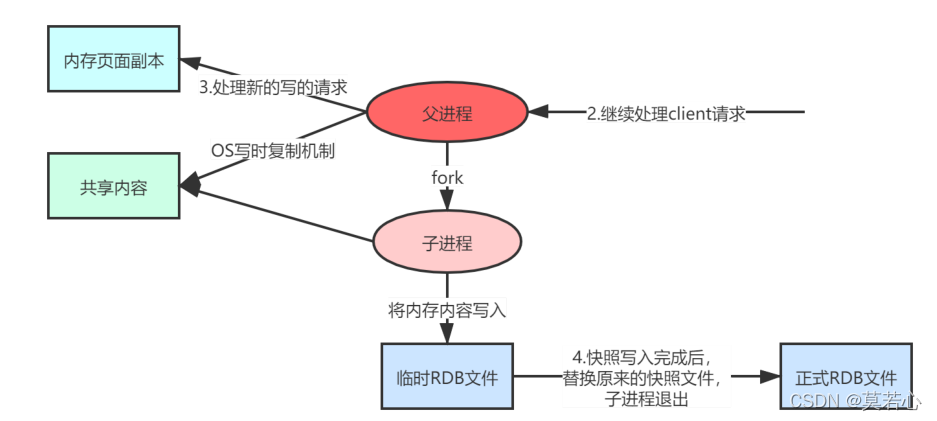 内存页面副本
3.处理新的写的请求
父进程
2.继续处理client请求
OS写时复制机制
共享内容
fork
子进程
将内存内容写入
临时RDB文件
4.快照写入完成后，
替换原来的快照文件，
子进程退出
正式RDB文件
CSDN @莫若心